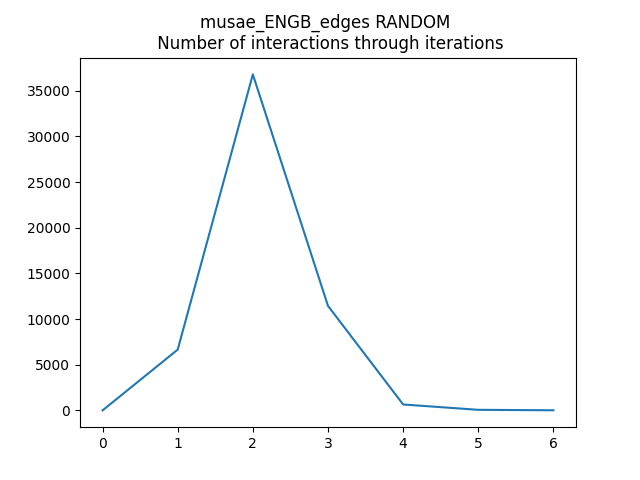 musae_ENGB_edges RANDOM
Number of interactions through iterations
35000
30000
25000
20000
15000
10000
5000
0
0 1 2 3 4 5 6